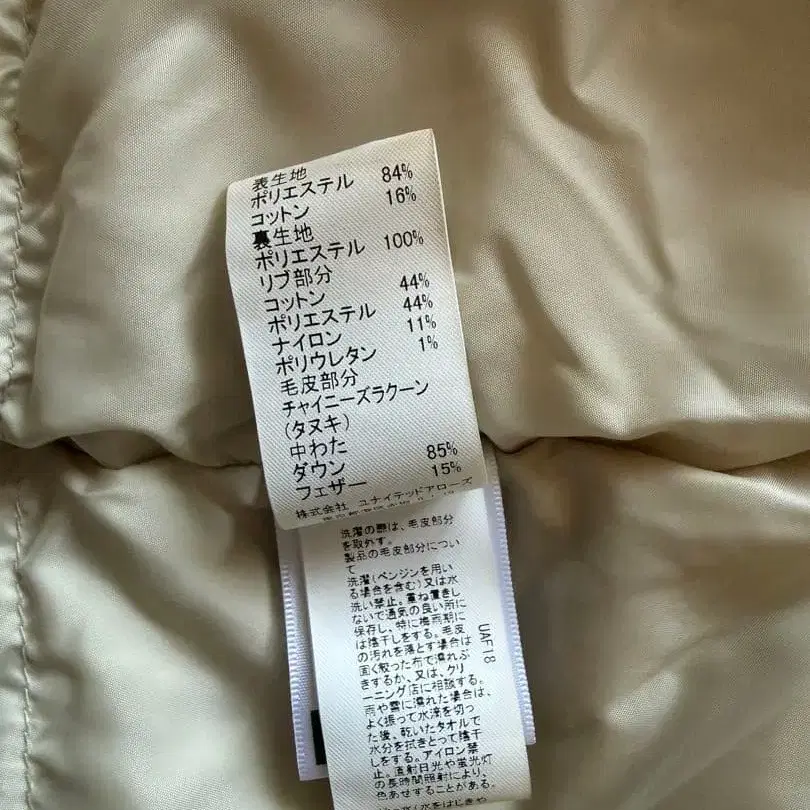 表生地
ポリエステル 84%
コットン 16%
裏生地
ポリエステル 100%
リブ部分
コットン 44%
ポリエステル 44%
ナイロン 11%
ポリウレタン 1%
毛皮部分
チャイニーズラクーン
(タヌキ)
中わた
ダウン 85%
フェザー 15%
株式会社 ユナイテッドアローズ
洗濯の際は、毛皮部分
を取外す。
製品の毛皮部分につい
て
洗濯(ベンジンを用い
る場合を含む)又は水
洗い禁止。重ね置きし
ないで通気の良い所に
保存し、特に梅雨期に
は陰干しをする。毛皮
の汚れを落とす場合は
固く絞った布で濡れぶ
きするか、又は、クリ
ーニング店に相談する。
雨や雪に濡れた場合は、
よく振って水滴を切っ
た後、乾いたタオルで
水分を拭きとって陰干
しをする。アイロン禁
止。直射日光や蛍光灯
の長時間照射により、
色あせすることがある。
UAF18